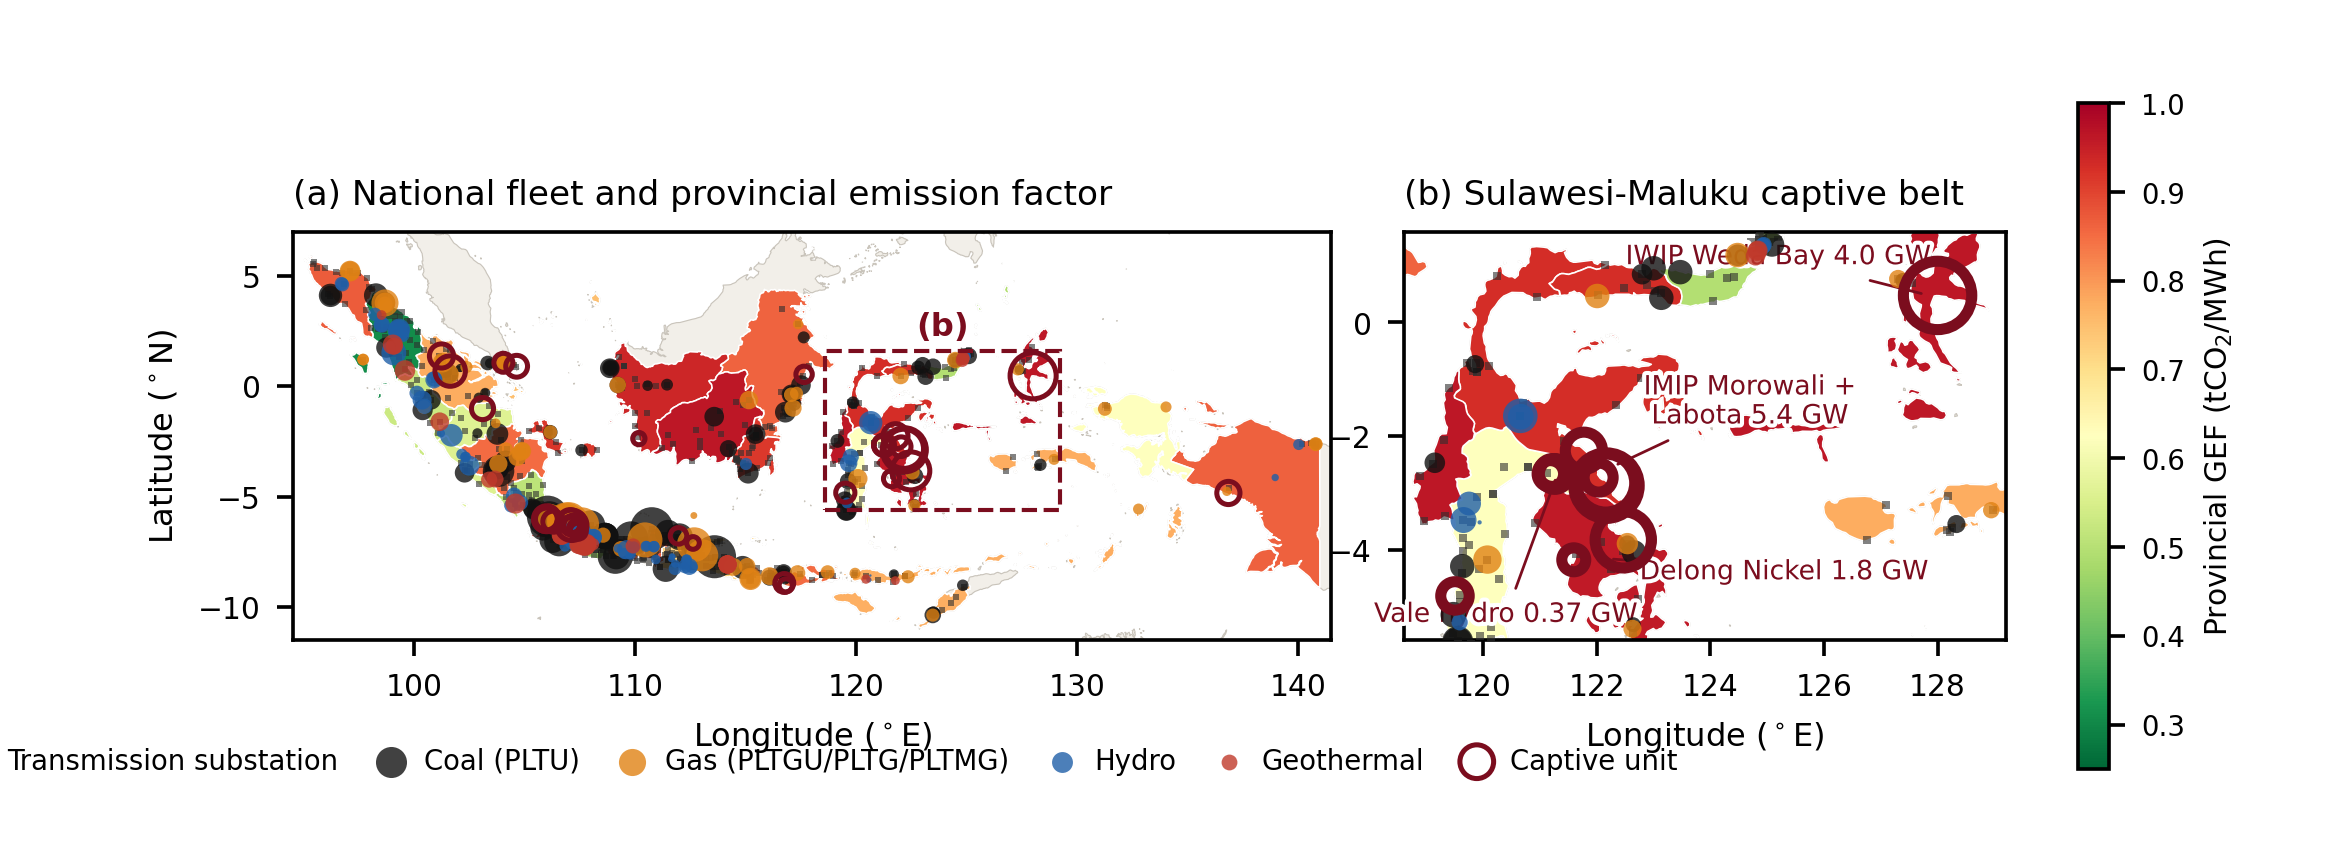 (a) National fleet and provincial emission factor
(b) Sulawesi-Maluku captive belt
Latitude (°N)
5
0
−5
−10
(b)
100
110
120
130
140
Longitude (°E)
0
−2
−4
IWIP Bay 4.0 GW
IMIP Morowali +
Labota 5.4 GW
Delong Nickel 1.8 GW
Vale 0.37 GW
120
122
124
126
128
Longitude (°E)
1.0
0.9
0.8
0.7
0.6
0.5
0.4
0.3
Provincial GEF (tCO₂/MWh)
Transmission substation
Coal (PLTU)
Gas (PLTGU/PLTG/PLTMG)
Hydro
Geothermal
Captive unit